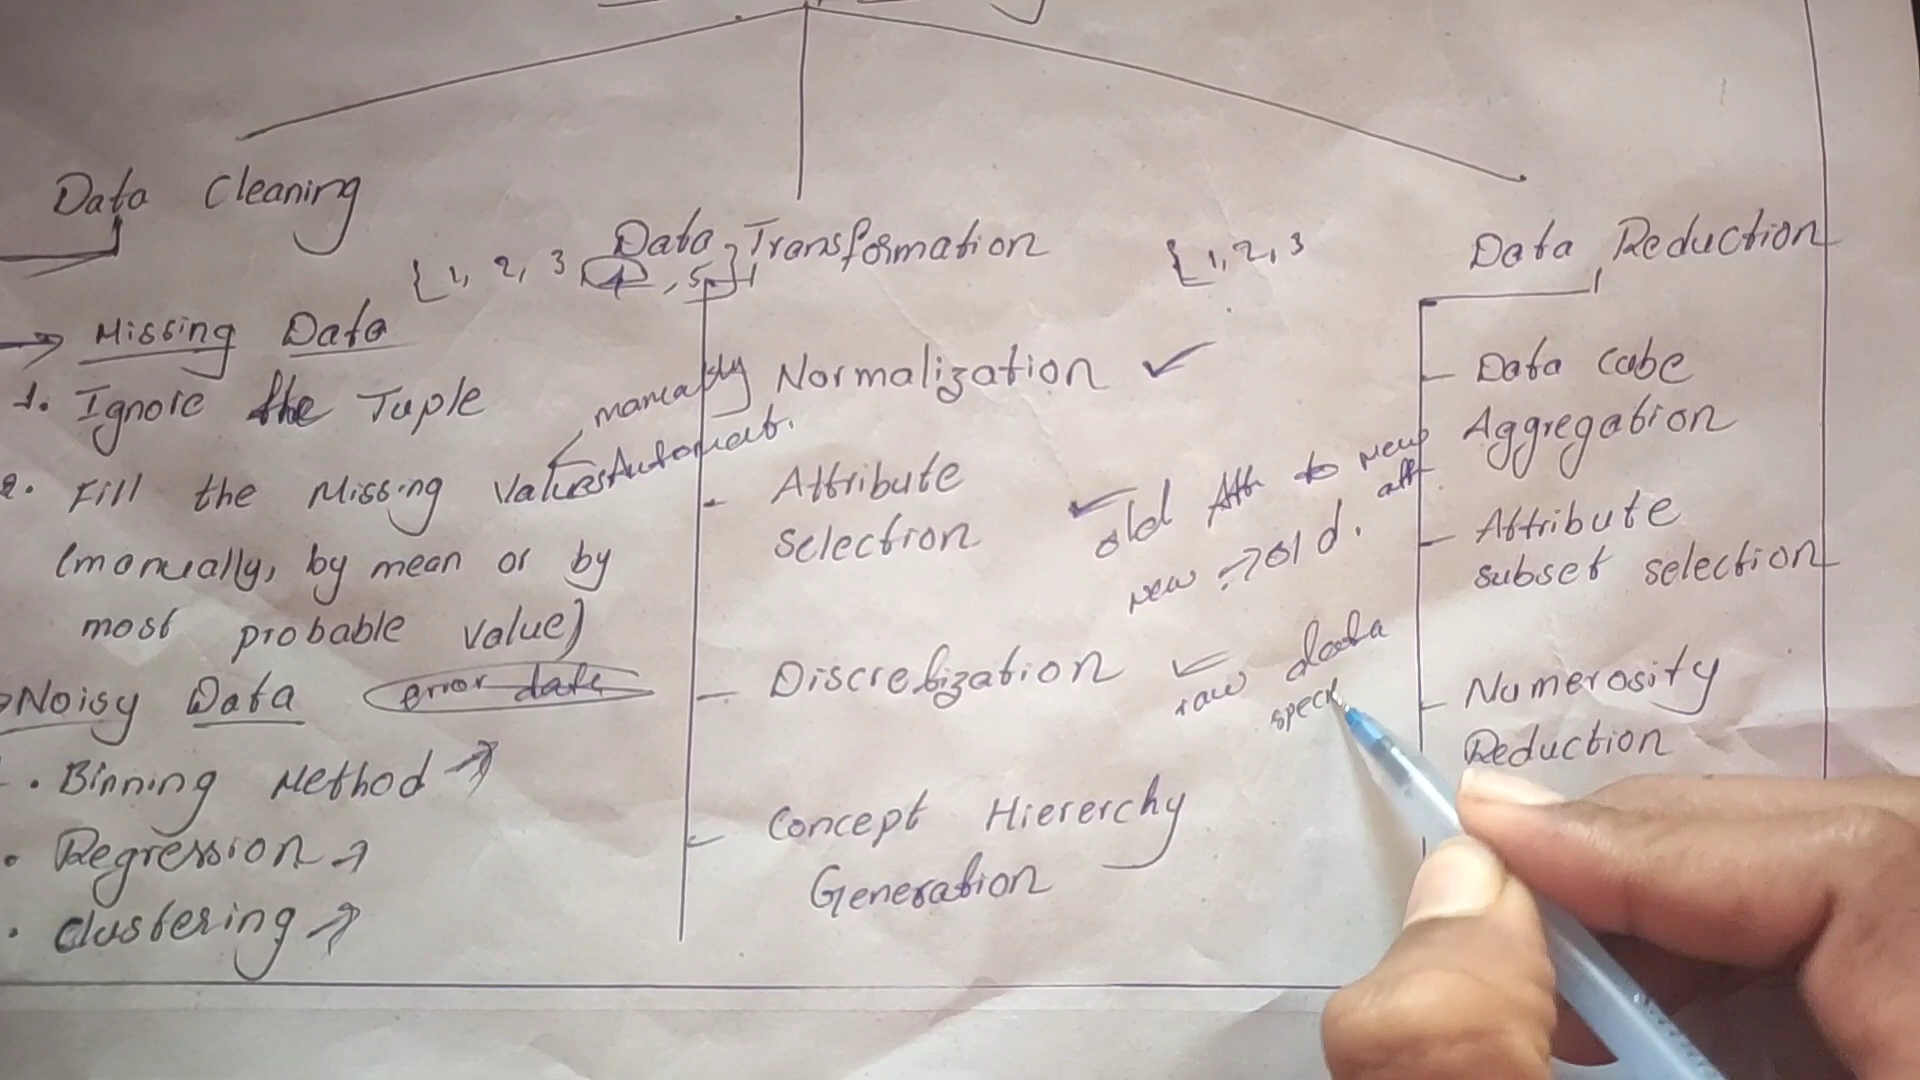 Data Cleaning
→ Missing Data
1. Ignore the Tuple
2. Fill the Missing Values
(manually, by mean or by
most probable value)
→Noisy Data error data
. Binning Method →
. Regression →
. Clustering →
Data Transformation
{1, 2, 3 4, 5}
{1, 2, 3
Normalization ✓
manually
Automat.
- Attribute
selection ✓
old Att to new
att
new → old.
- Discretization ✓
raw data
spec
- Concept Hiererchy
Generation
Data Reduction
- Data cube
Aggregation
- Attribute
subset selection
- Numerosity
Reduction